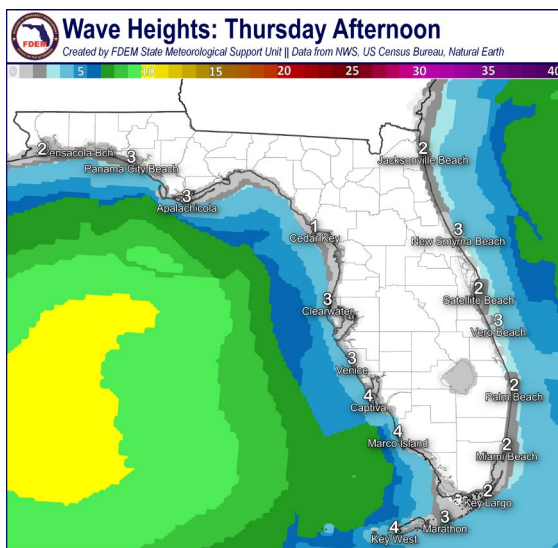 Wave Heights: Thursday Afternoon
Created by FDEM State Meteorological Support Unit || Data from NWS, US Census Bureau, Natural Earth
FDEM
0 5 10 15 20 25 30 35 40
2
Pensacola Bch
3
Panama City Beach
2
Jacksonville Beach
3
Apalachicola
1
Cedar Key
3
New Smyrna Beach
3
Clearwater
2
Satellite Beach
3
Vero Beach
3
Venice
4
Captiva
2
Palm Beach
4
Marco Island
2
Miami Beach
2
Key Largo
3
Marathon
4
Key West